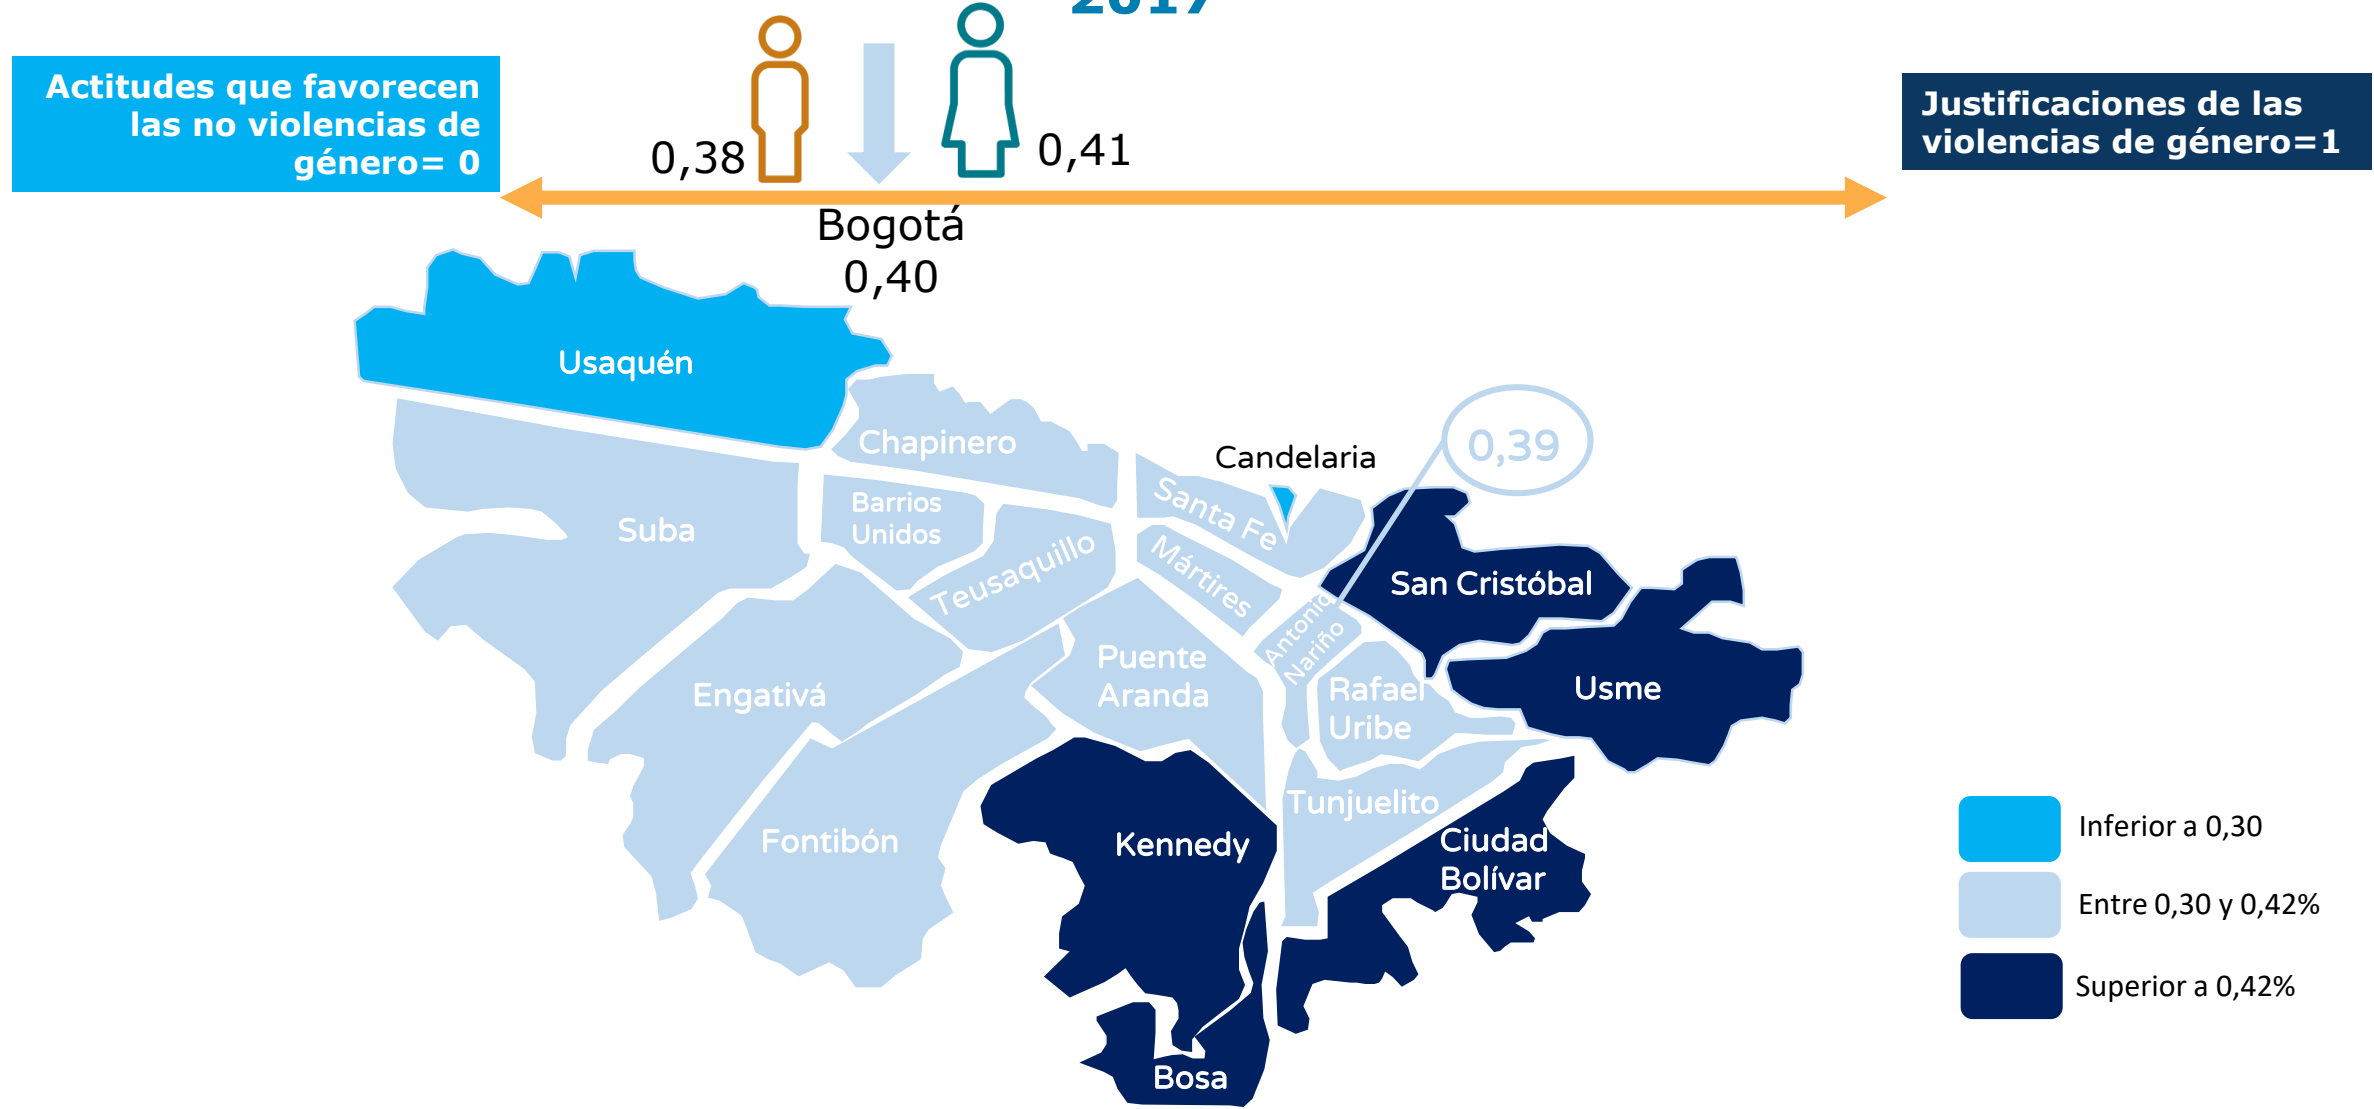 2017
Actitudes que favorecen
las no violencias de
género= 0
Justificaciones de las
violencias de género=1
0,38
0,41
Bogotá
0,40
Usaquén
Chapinero
Candelaria
0,39
Santa Fe
Barrios
Unidos
Suba
Teusaquillo
Mártires
San Cristóbal
Antonio
Nariño
Puente
Aranda
Engativá
Rafael
Uribe
Usme
Tunjuelito
Fontibón
Kennedy
Ciudad
Bolívar
Bosa
Inferior a 0,30
Entre 0,30 y 0,42%
Superior a 0,42%